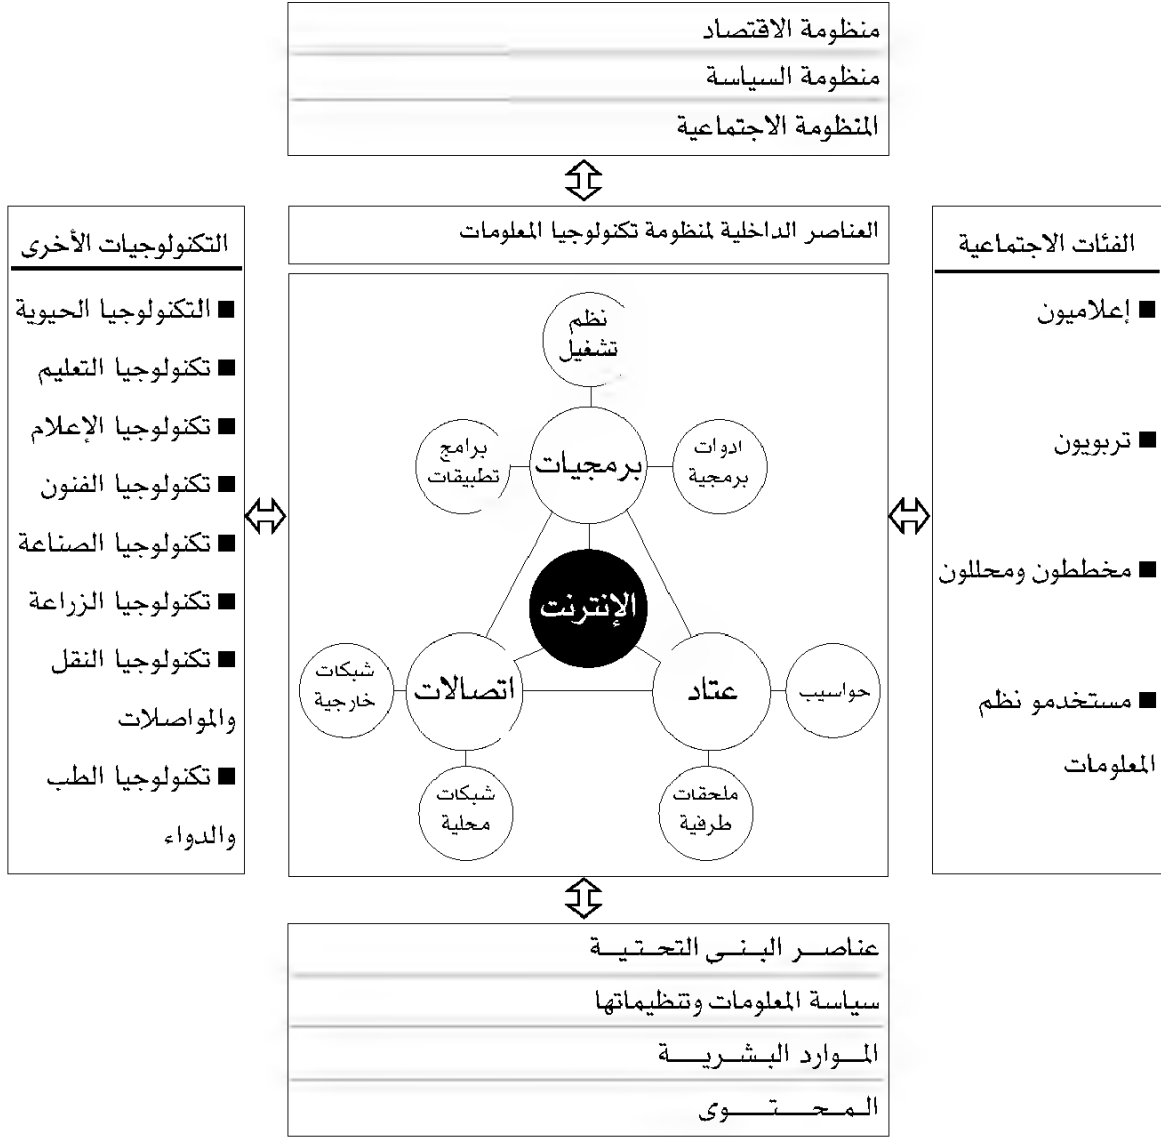 منظومة الاقتصاد
منظومة السياسة
المنظومة الاجتماعية
العناصر الداخلية لمنظومة تكنولوجيا المعلومات
الفئات الاجتماعية
■ إعلاميون
■ تربويون
■ مخططون ومحللون
■ مستخدمو نظم
المعلومات
نظم
تشغيل
ادوات
برمجية
برمجيات
برامج
تطبيقات
الإنترنت
حواسيب
عتاد
اتصالات
شبكات
خارجية
ملحقات
طرفية
شبكات
محلية
التكنولوجيات الأخرى
■ التكنولوجيا الحيوية
■ تكنولوجيا التعليم
■ تكنولوجيا الإعلام
■ تكنولوجيا الفنون
■ تكنولوجيا الصناعة
■ تكنولوجيا الزراعة
■ تكنولوجيا النقل
والمواصلات
■ تكنولوجيا الطب
والدواء
عناصر البنى التحتية
سياسة المعلومات وتنظيماتها
الموارد البشرية
المحتوى